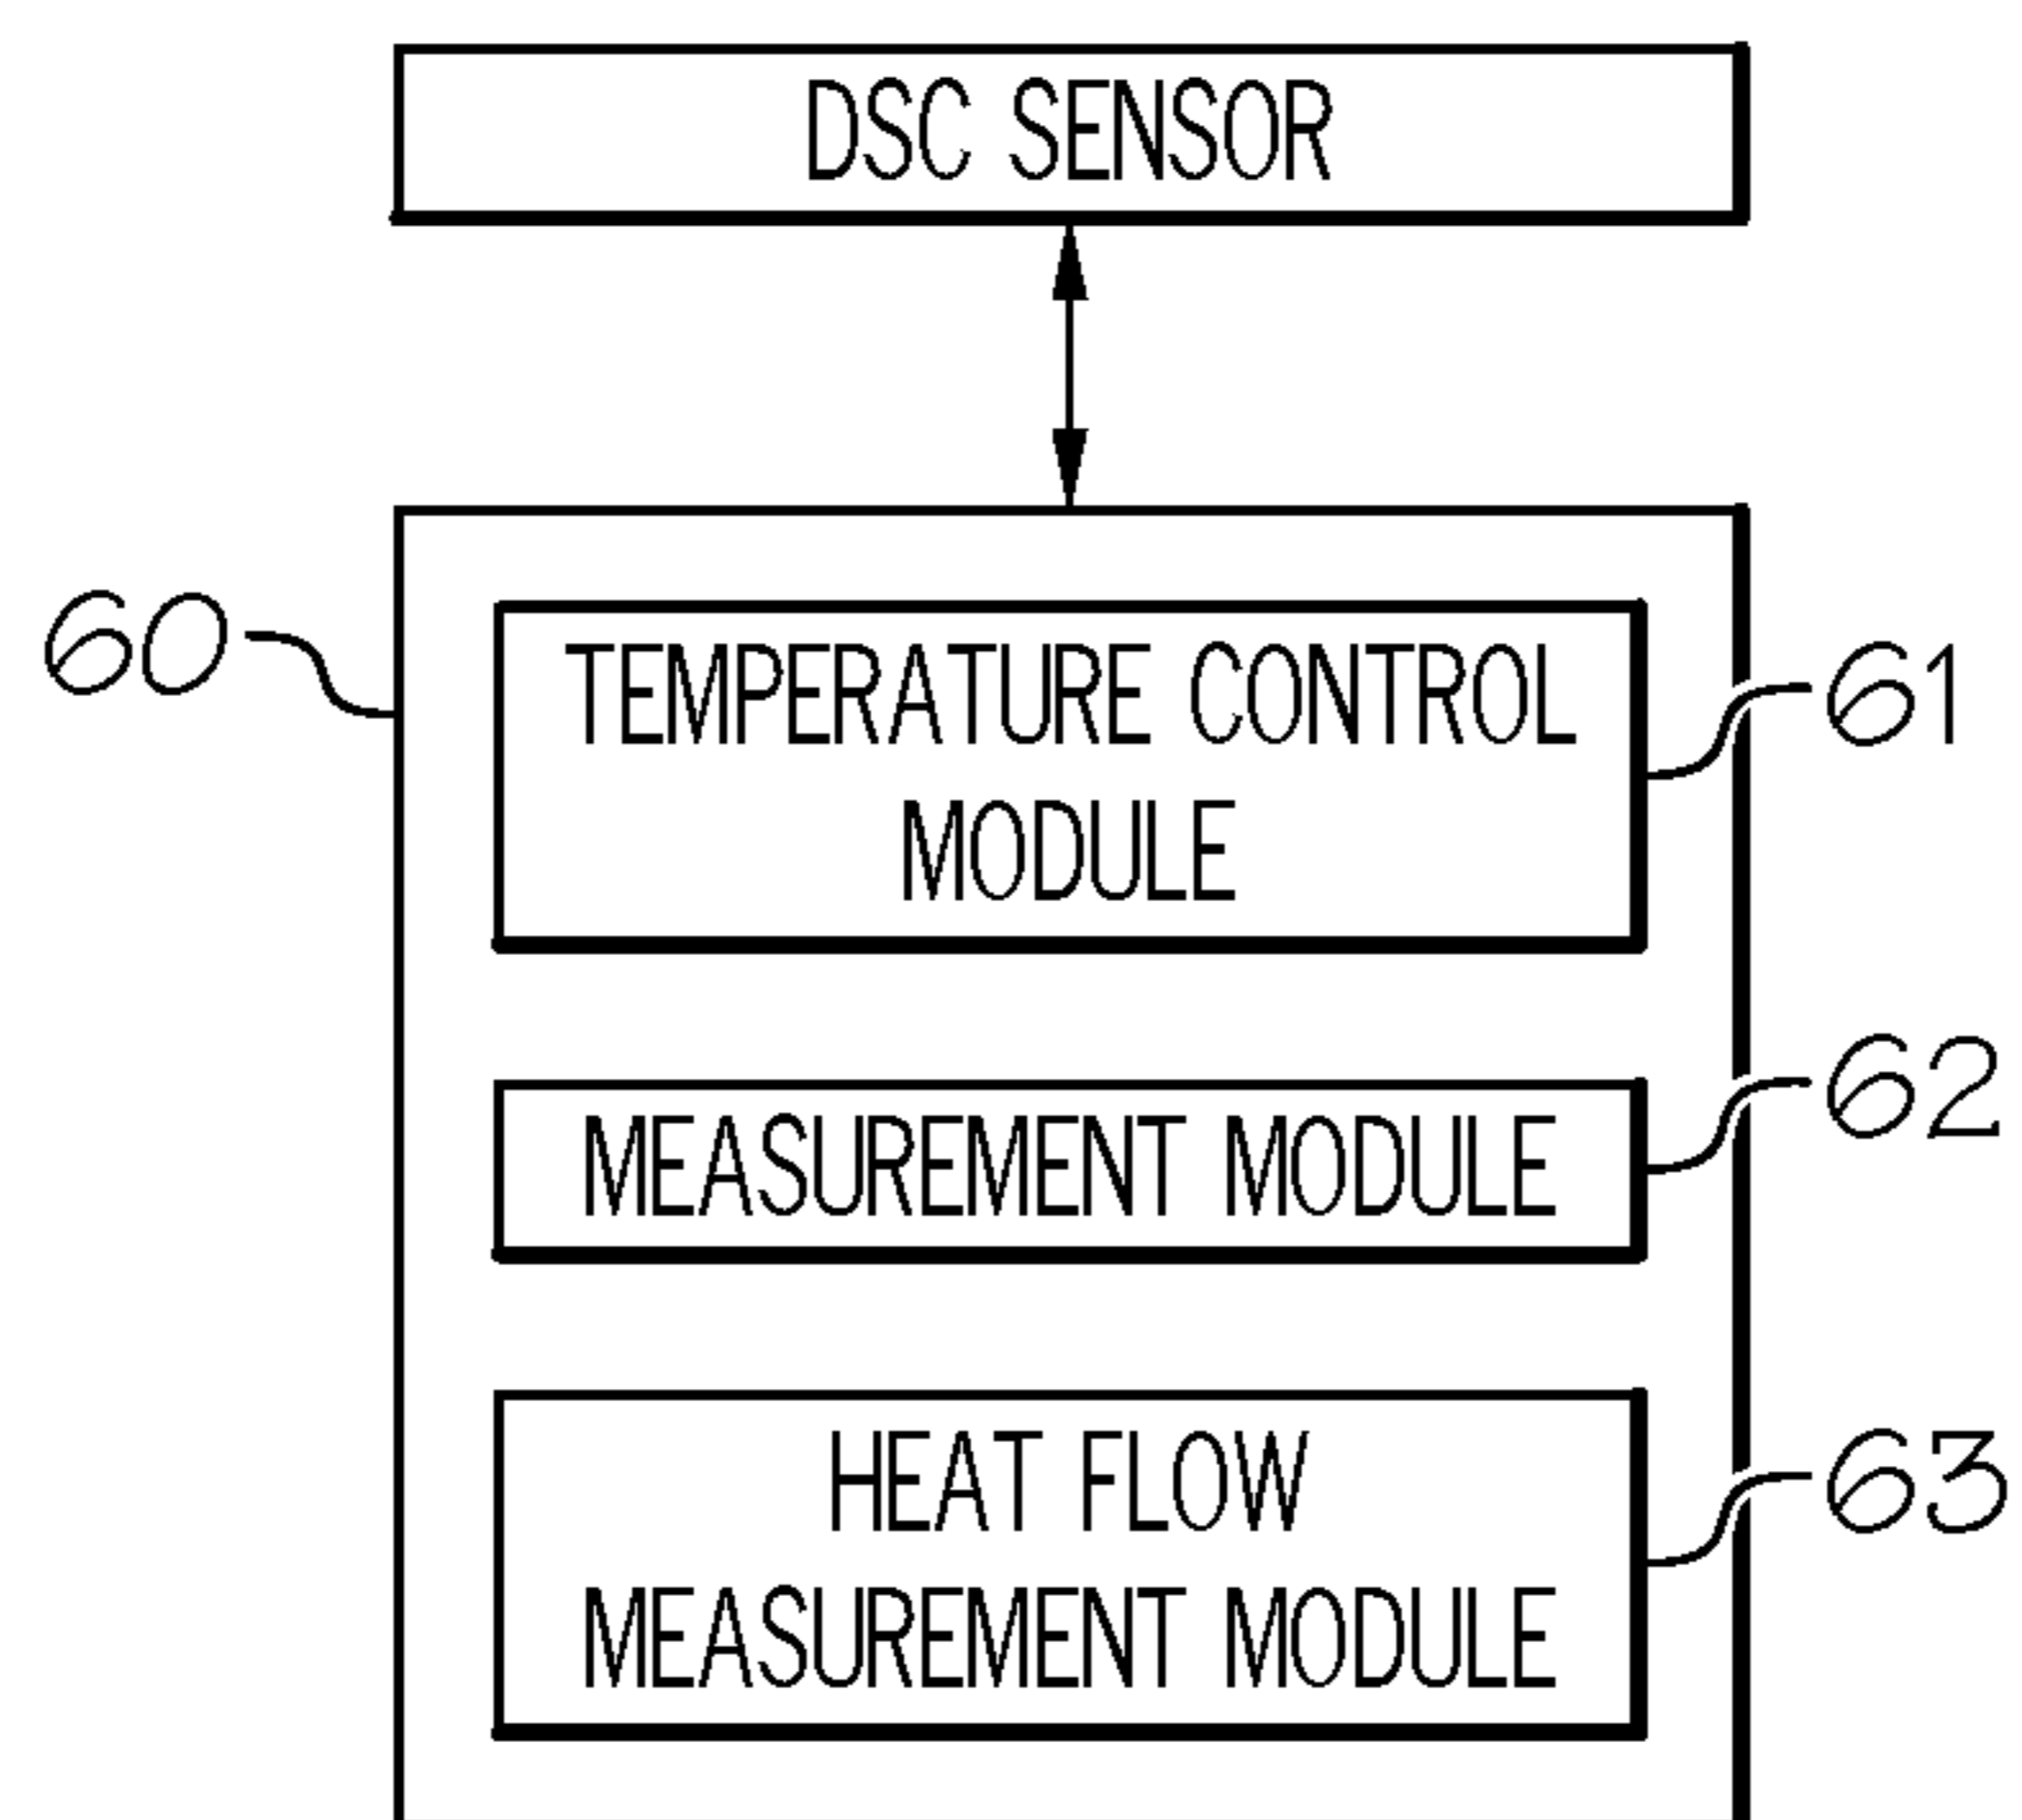 DSC SENSOR
60
TEMPERATURE CONTROL
MODULE
61
MEASUREMENT MODULE
62
HEAT FLOW
MEASUREMENT MODULE
63